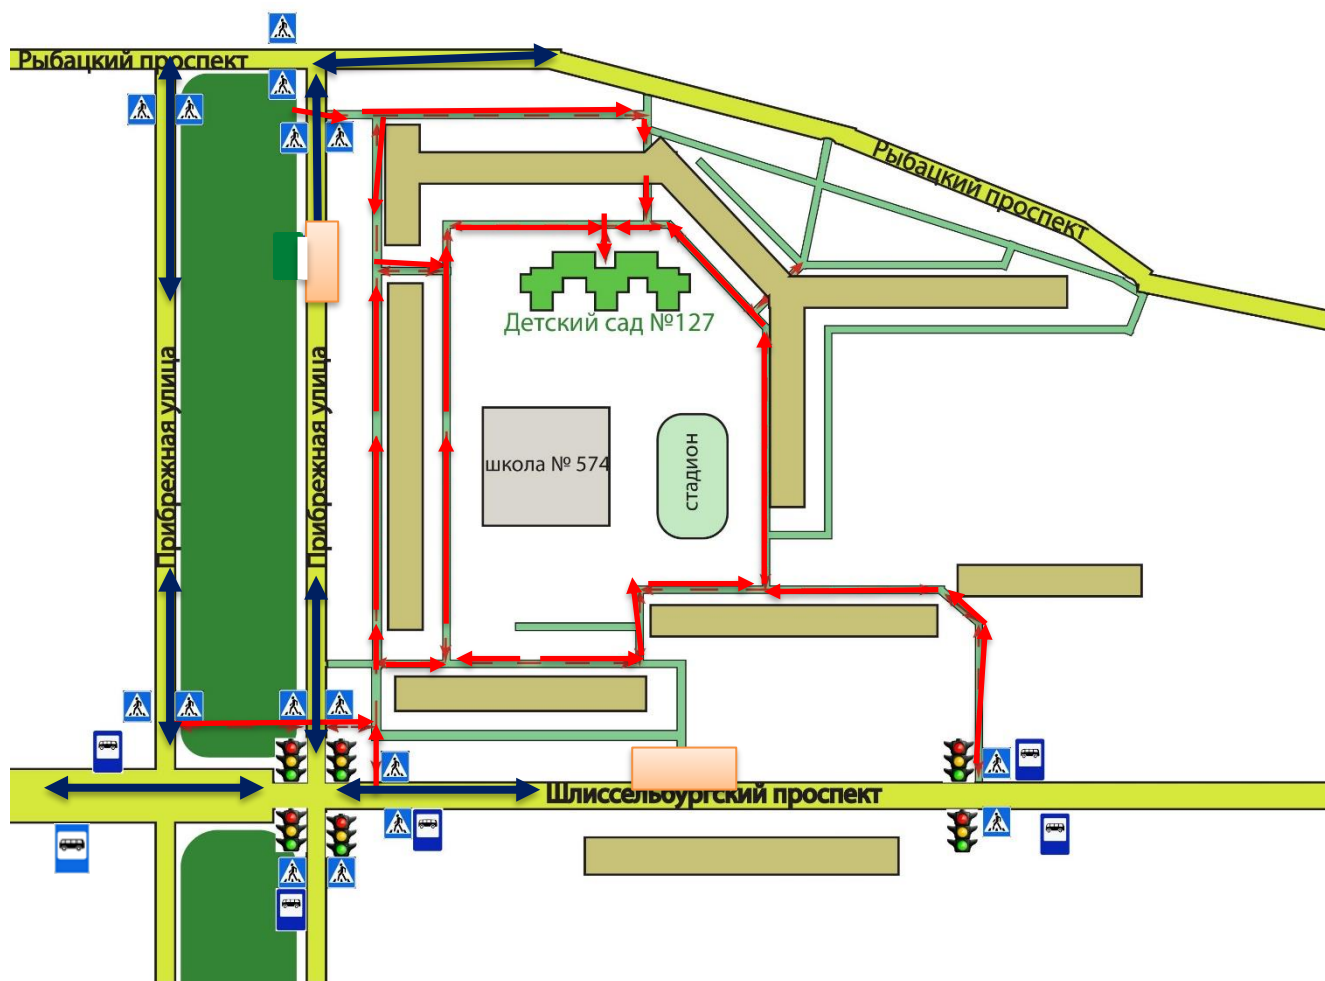 Рыбацкий проспект
Рыбацкий проспект
Детский сад №127
Прибрежная улица
Прибрежная улица
школа № 574
стадион
Шлиссельбургский проспект